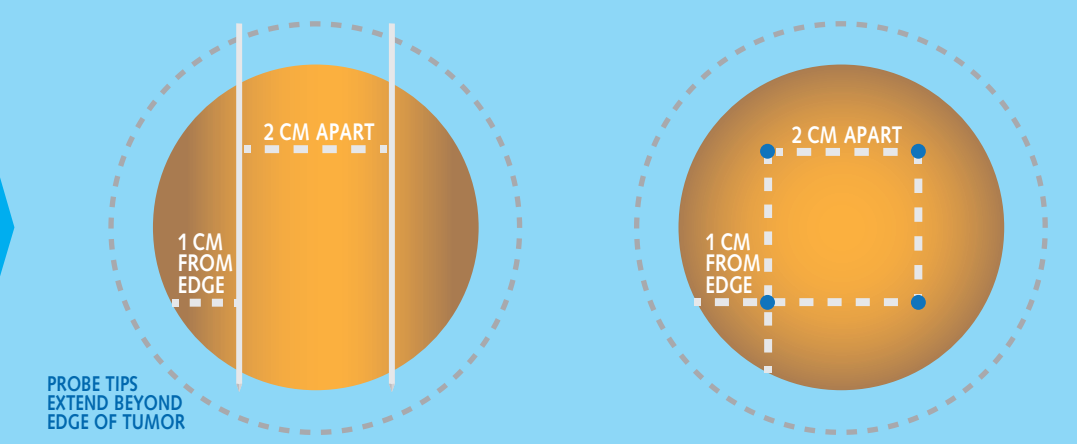 2 CM APART
1 CM
FROM
EDGE
PROBE TIPS
EXTEND BEYOND
EDGE OF TUMOR
2 CM APART
1 CM
FROM
EDGE